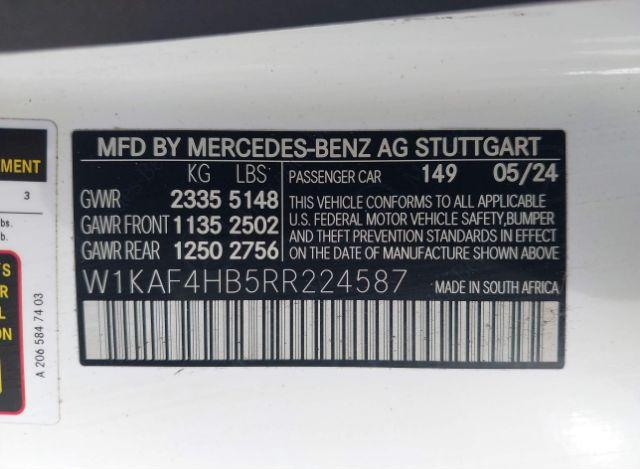 MFD BY MERCEDES-BENZ AG STUTTGART
KG LBS
GVWR 2335 5148
GAWR FRONT 1135 2502
GAWR REAR 1250 2756
PASSENGER CAR 149 05/24
THIS VEHICLE CONFORMS TO ALL APPLICABLE
U.S. FEDERAL MOTOR VEHICLE SAFETY,BUMPER
AND THEFT PREVENTION STANDARDS IN EFFECT
ON THE DATE OF MANUFACTURE SHOWN ABOVE
W1KAF4HB5RR224587
MADE IN SOUTH AFRICA
3
lbs.
A 206 584 74 03